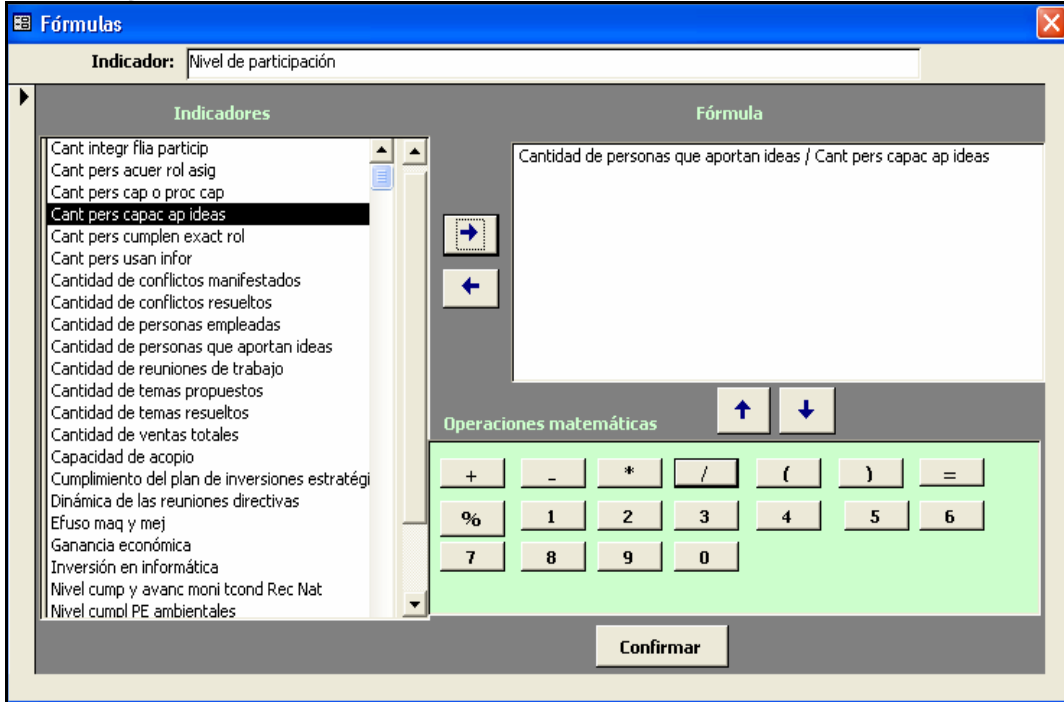 Fórmulas
Indicador: Nivel de participación
Indicadores
Fórmula
Cant integr flia particip
Cant pers acuer rol asig
Cant pers cap o proc cap
Cant pers capac ap ideas
Cant pers cumplen exact rol
Cant pers usan infor
Cantidad de conflictos manifestados
Cantidad de conflictos resueltos
Cantidad de personas empleadas
Cantidad de personas que aportan ideas
Cantidad de reuniones de trabajo
Cantidad de temas propuestos
Cantidad de temas resueltos
Cantidad de ventas totales
Capacidad de acopio
Cumplimiento del plan de inversiones estratégi
Dinámica de las reuniones directivas
Efuso maq y mej
Ganancia económica
Inversión en informática
Nivel cump y avanc moni tcond Rec Nat
Nivel cumpl PE ambientales
Cantidad de personas que aportan ideas / Cant pers capac ap ideas
Operaciones matemáticas
+ - * / ( ) =
% 1 2 3 4 5 6
7 8 9 0
Confirmar